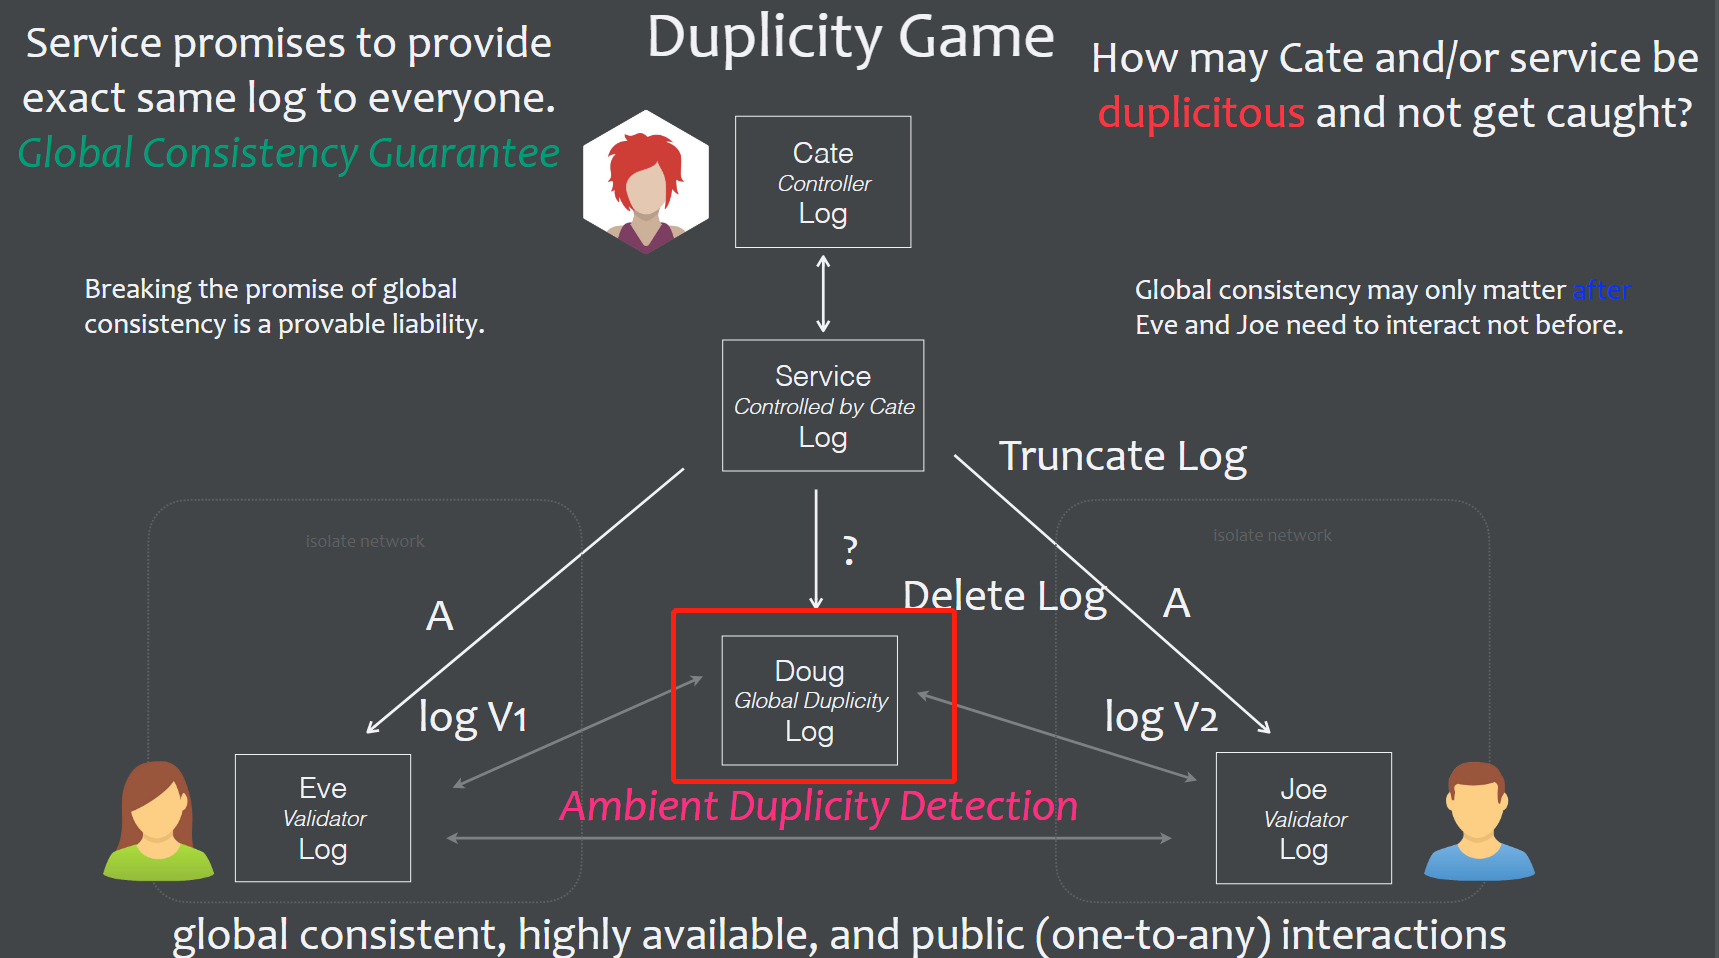 Duplicity Game
Service promises to provide
exact same log to everyone.
Global Consistency Guarantee
How may Cate and/or service be
duplicitous and not get caught?
Cate
Controller
Log
Breaking the promise of global
consistency is a provable liability.
Global consistency may only matter after
Eve and Joe need to interact not before.
Service
Controlled by Cate
Log
Truncate Log
isolate network
isolate network
?
Delete Log
A
A
Doug
Global Duplicity
Log
log V1
log V2
Eve
Validator
Log
Ambient Duplicity Detection
Joe
Validator
Log
global consistent, highly available, and public (one-to-any) interactions